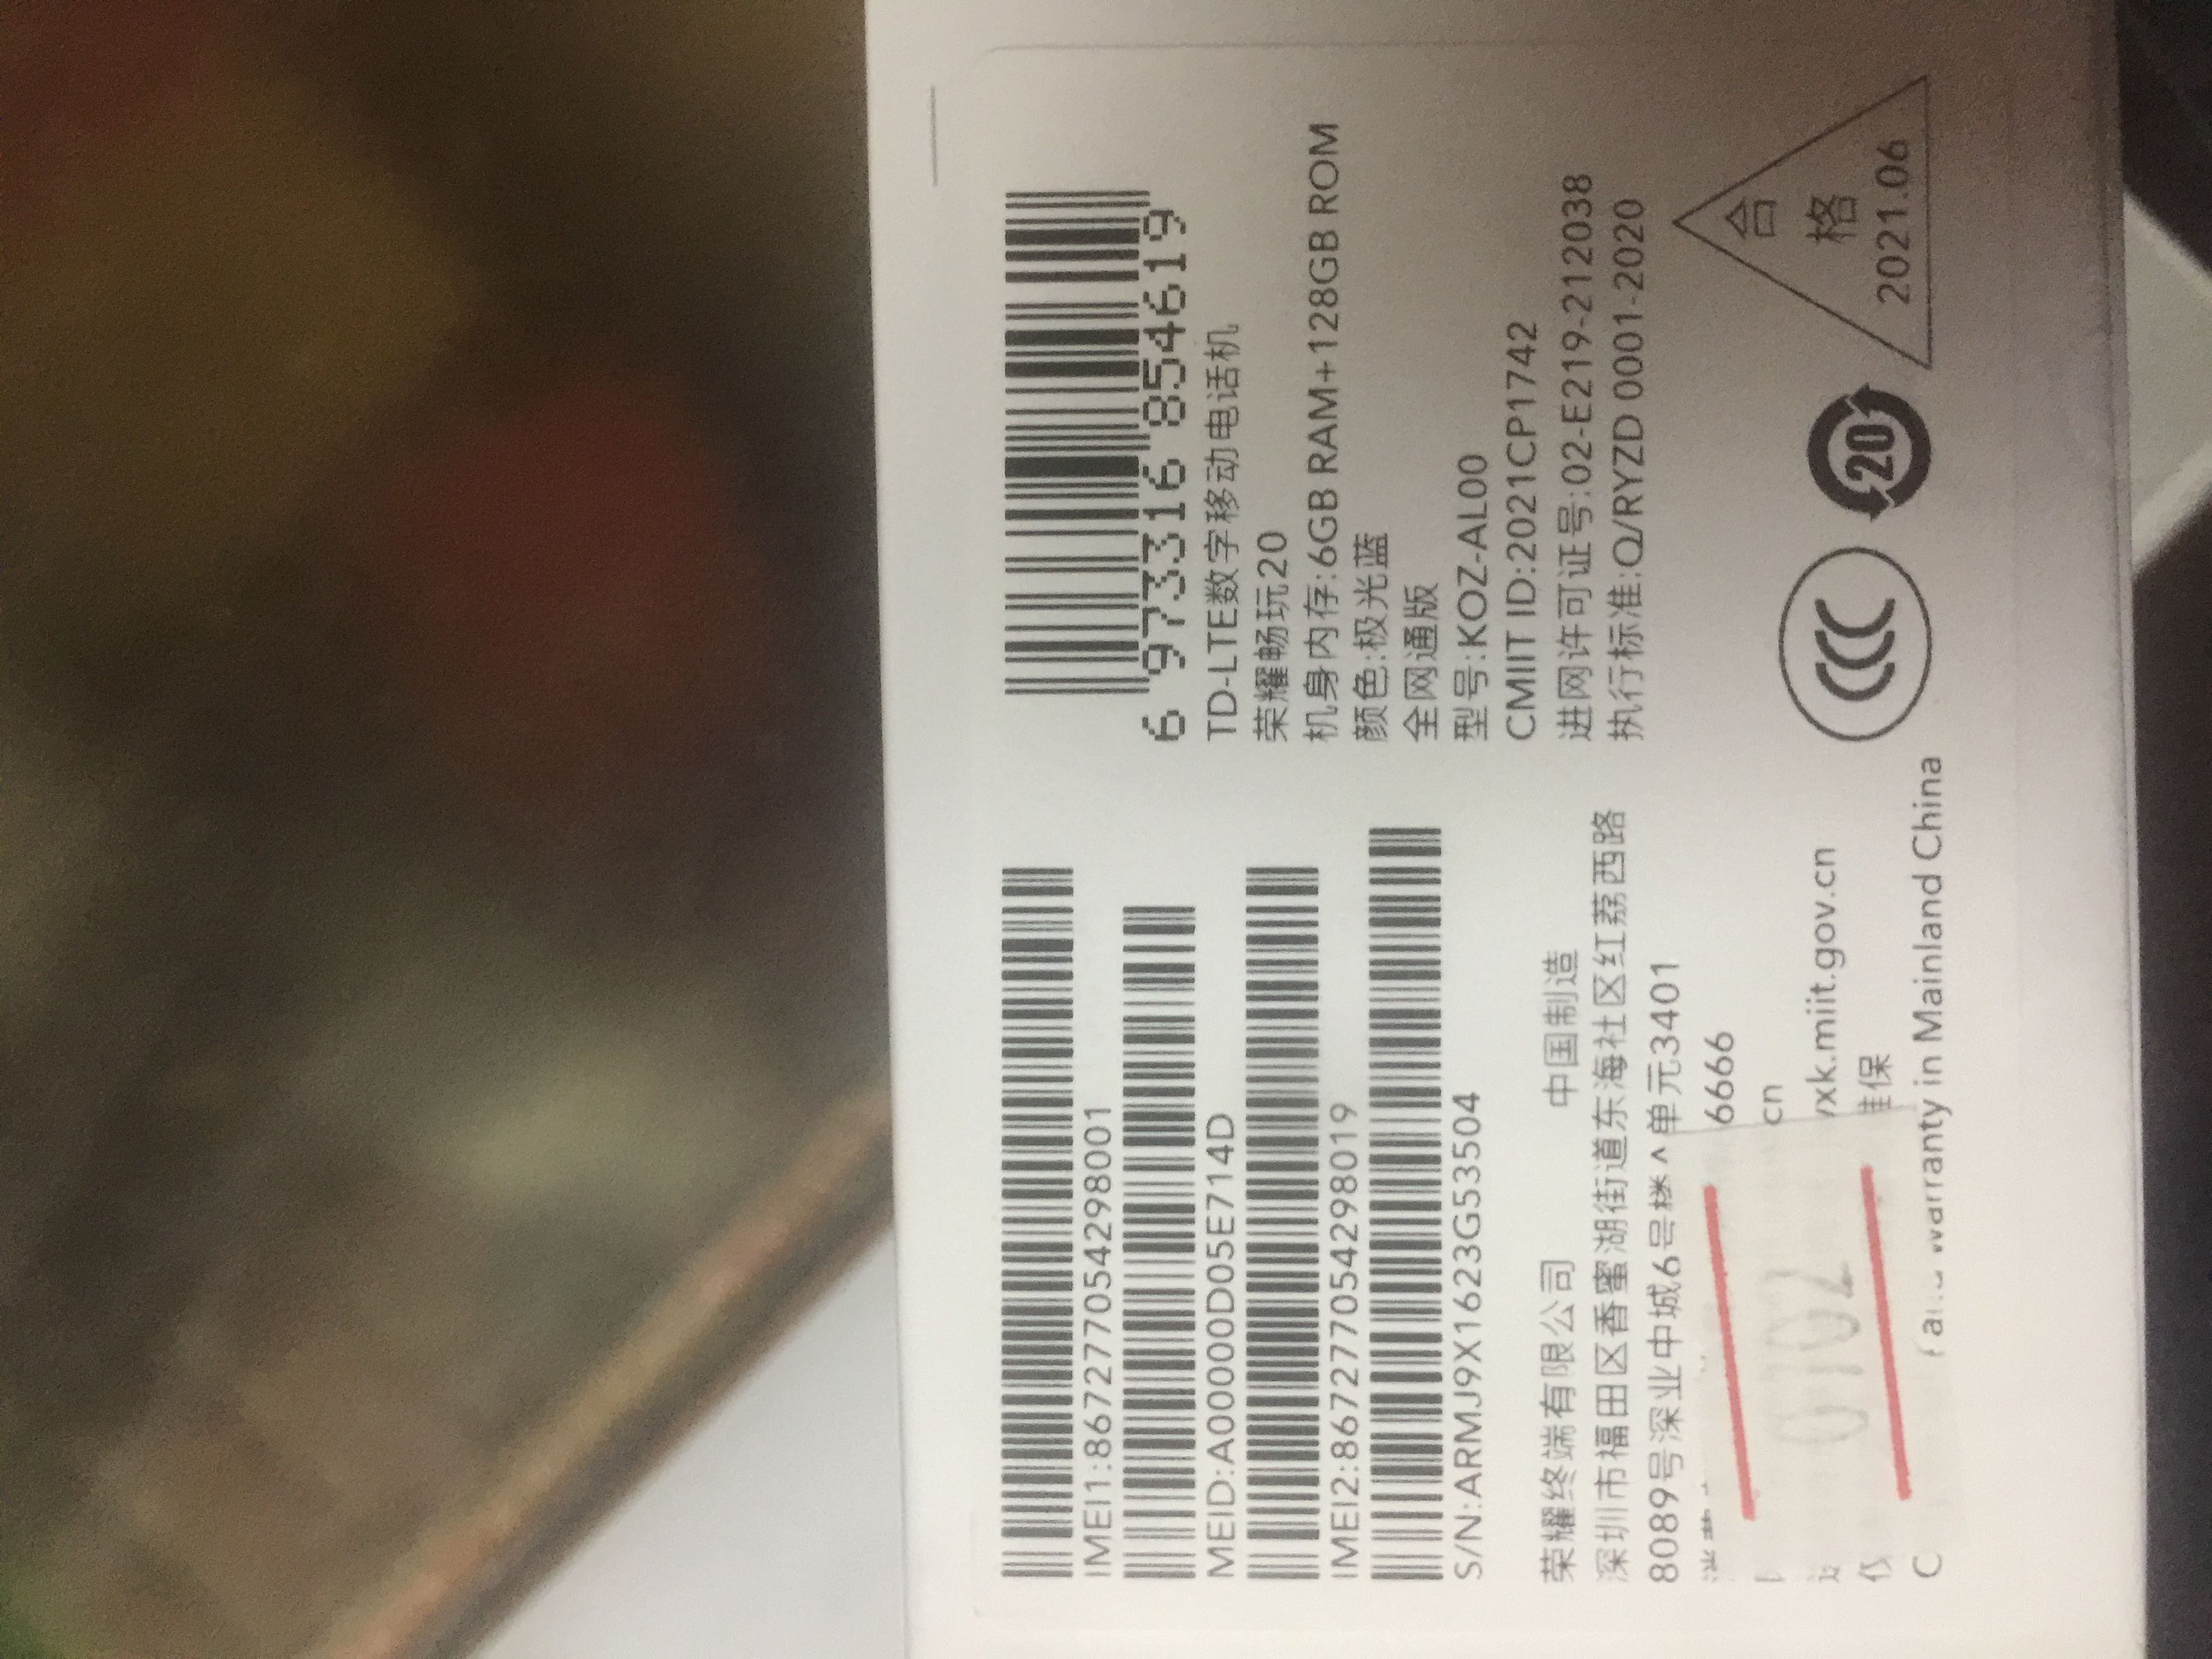 IMEI1:867277054298001
MEID:A00000D05E714D
IMEI2:867277054298019
S/N:ARMJ9X1623G53504
荣耀终端有限公司 中国制造
深圳市福田区香蜜湖街道东海社区红荔西路
8089号深业中城6号楼 单元3401
6666
cn
xk.miit.gov.cn
保
Warranty in Mainland China
0102
6 973316 854619
TD-LTE数字移动电话机
荣耀畅玩20
机身内存:6GB RAM+128GB ROM
颜色:极光蓝
全网通版
型号:KOZ-AL00
CMIIT ID:2021CP1742
进网许可证号:02-E219-212038
执行标准:Q/RYZD 0001-2020
CCC
20
合
格
2021.06